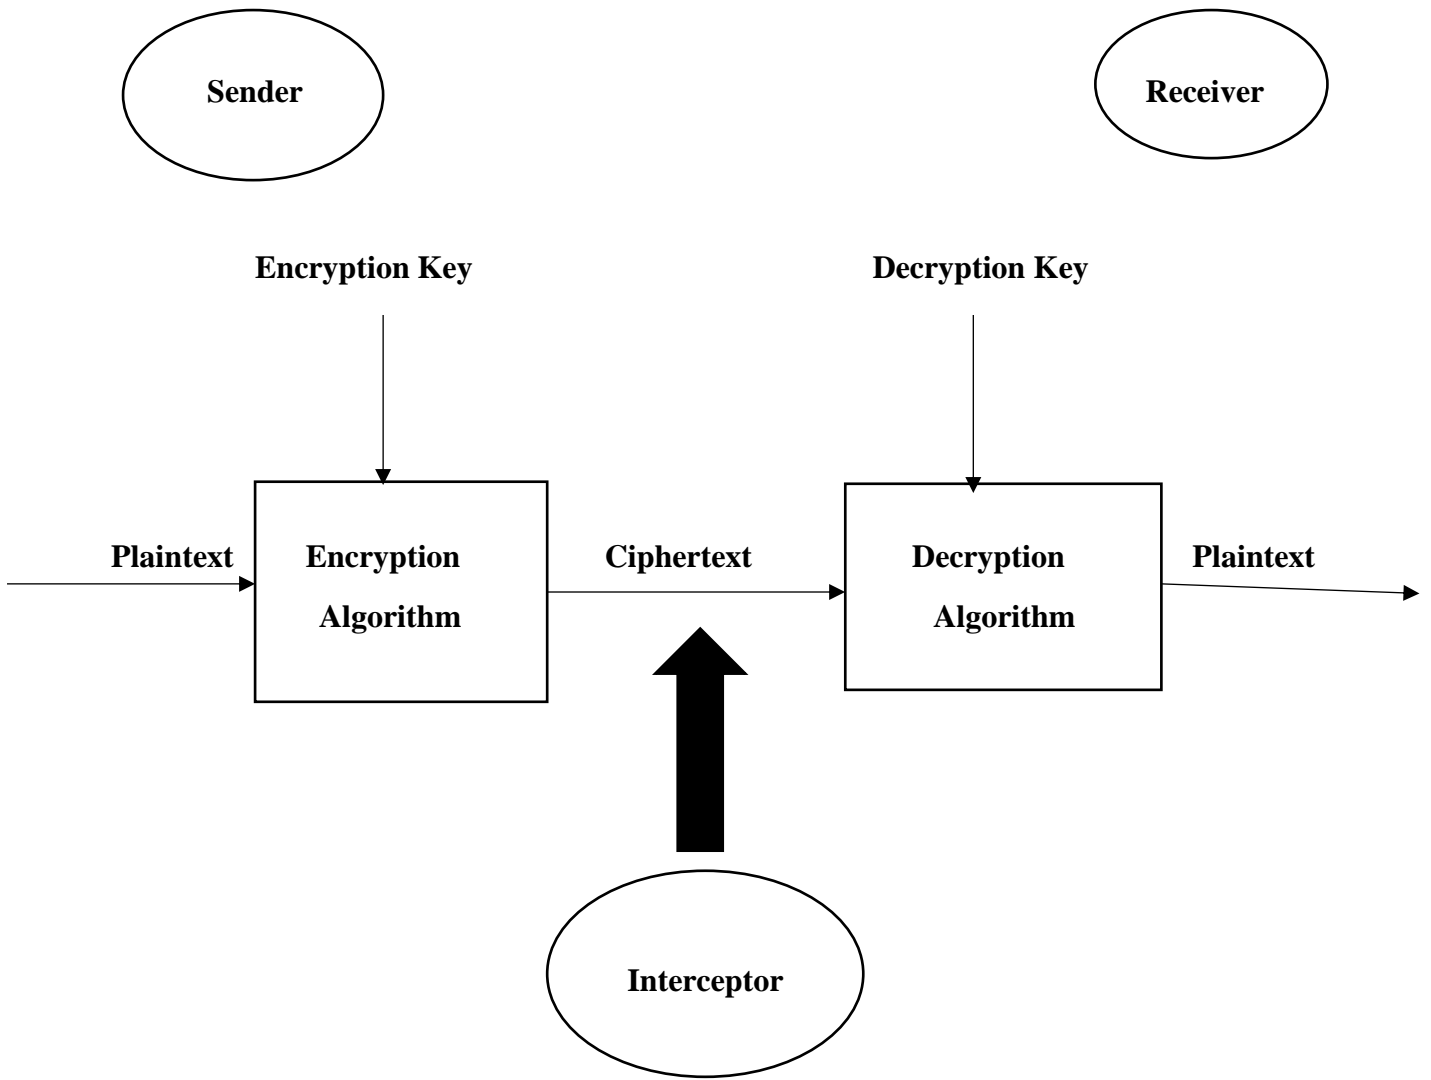 Sender
Receiver
Encryption Key
Decryption Key
Plaintext
Encryption
Algorithm
Ciphertext
Decryption
Algorithm
Plaintext
Interceptor